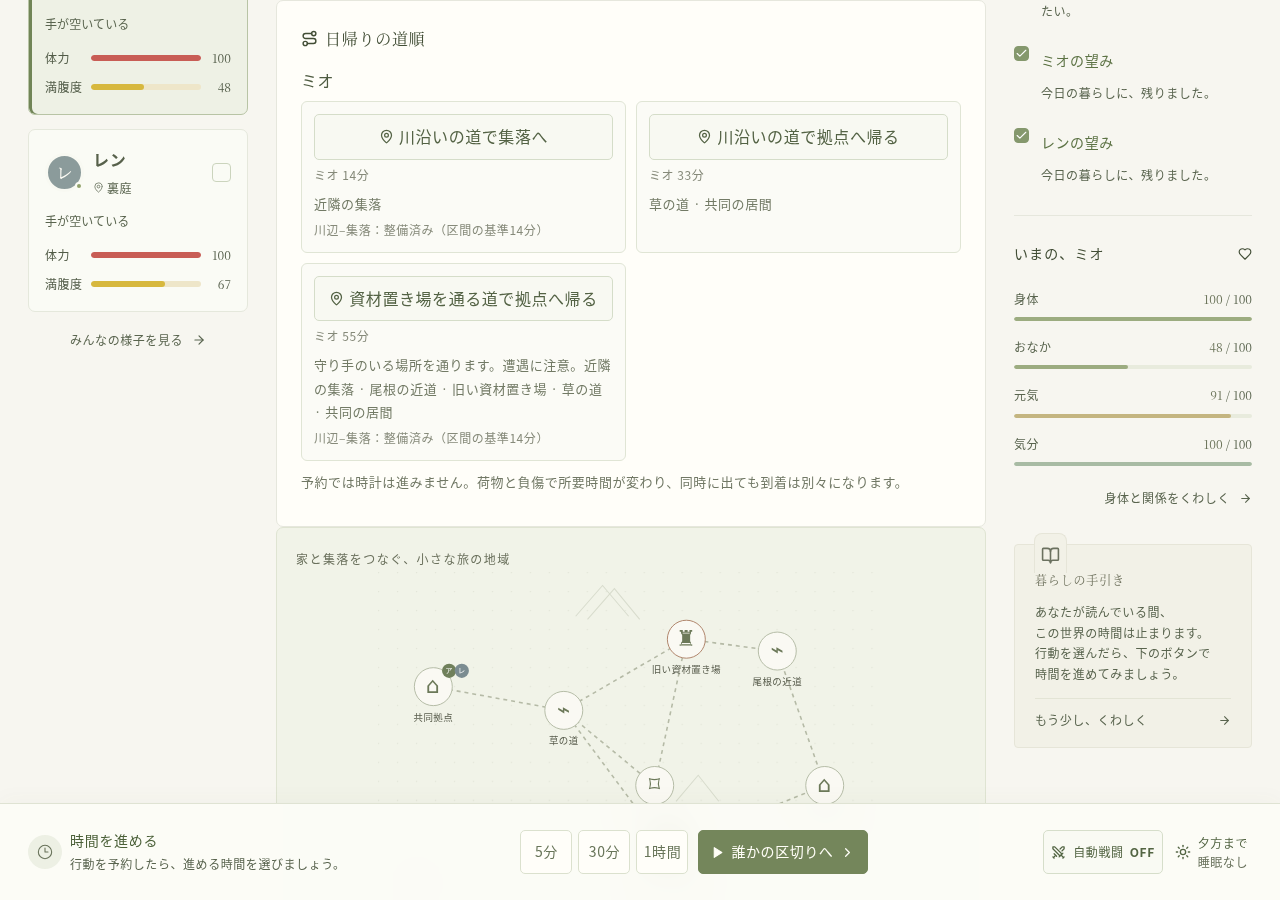 手が空いている
体力 100
満腹度 48
レ
レン
裏庭
手が空いている
体力 100
満腹度 67
みんなの様子を見る →
日帰りの道順
ミオ
川沿いの道で集落へ
ミオ 14分
近隣の集落
川辺–集落：整備済み（区間の基準14分）
川沿いの道で拠点へ帰る
ミオ 33分
草の道 · 共同の居間
資材置き場を通る道で拠点へ帰る
ミオ 55分
守り手のいる場所を通ります。遭遇に注意。近隣
の集落 · 尾根の近道 · 旧い資材置き場 · 草の道
· 共同の居間
川辺–集落：整備済み（区間の基準14分）
予約では時計は進みません。荷物と負傷で所要時間が変わり、同時に出ても到着は別々になります。
家と集落をつなぐ、小さな旅の地域
旧い資材置き場
尾根の近道
ア レ
共同拠点
草の道
たい。
ミオの望み
今日の暮らしに、残りました。
レンの望み
今日の暮らしに、残りました。
いまの、ミオ
身体 100 / 100
おなか 48 / 100
元気 91 / 100
気分 100 / 100
身体と関係をくわしく →
暮らしの手引き
あなたが読んでいる間、
この世界の時間は止まります。
行動を選んだら、下のボタンで
時間を進めてみましょう。
もう少し、くわしく →
時間を進める
行動を予約したら、進める時間を選びましょう。
5分
30分
1時間
誰かの区切りへ
自動戦闘 OFF
夕方まで
睡眠なし